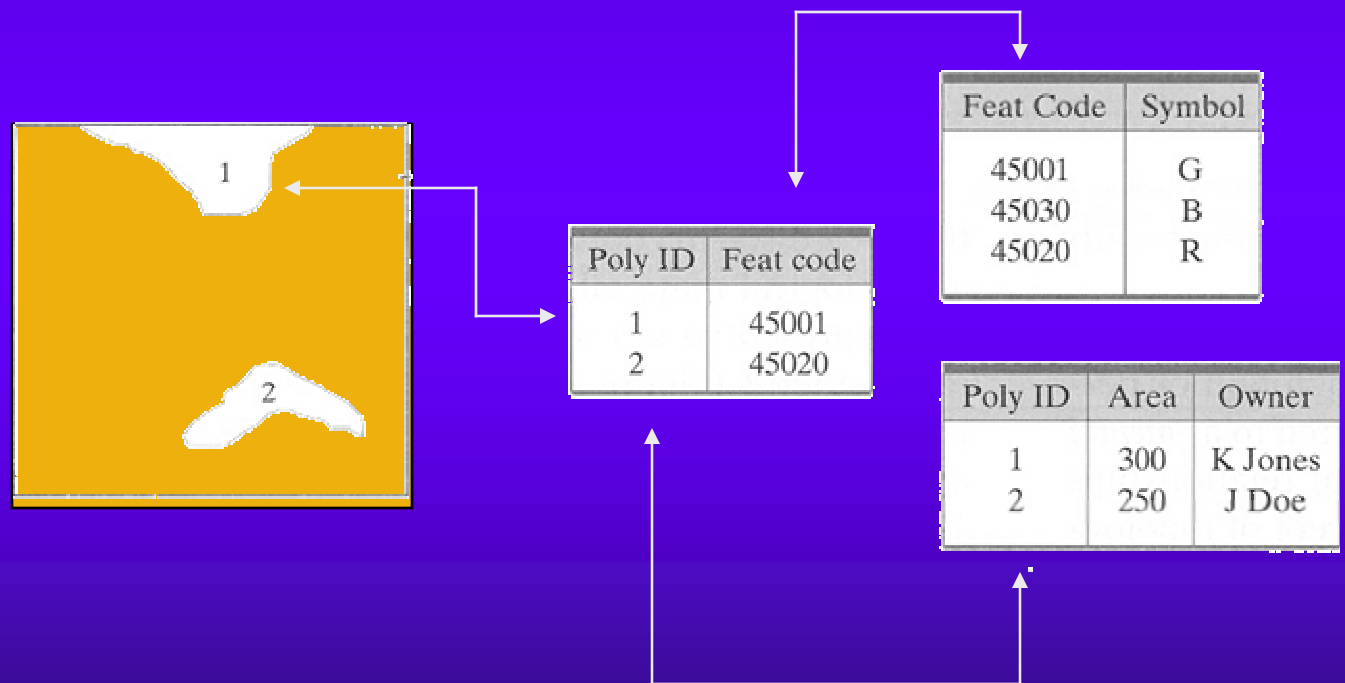 1
2
Poly ID Feat code
1 45001
2 45020
Feat Code Symbol
45001 G
45030 B
45020 R
Poly ID Area Owner
1 300 K Jones
2 250 J Doe